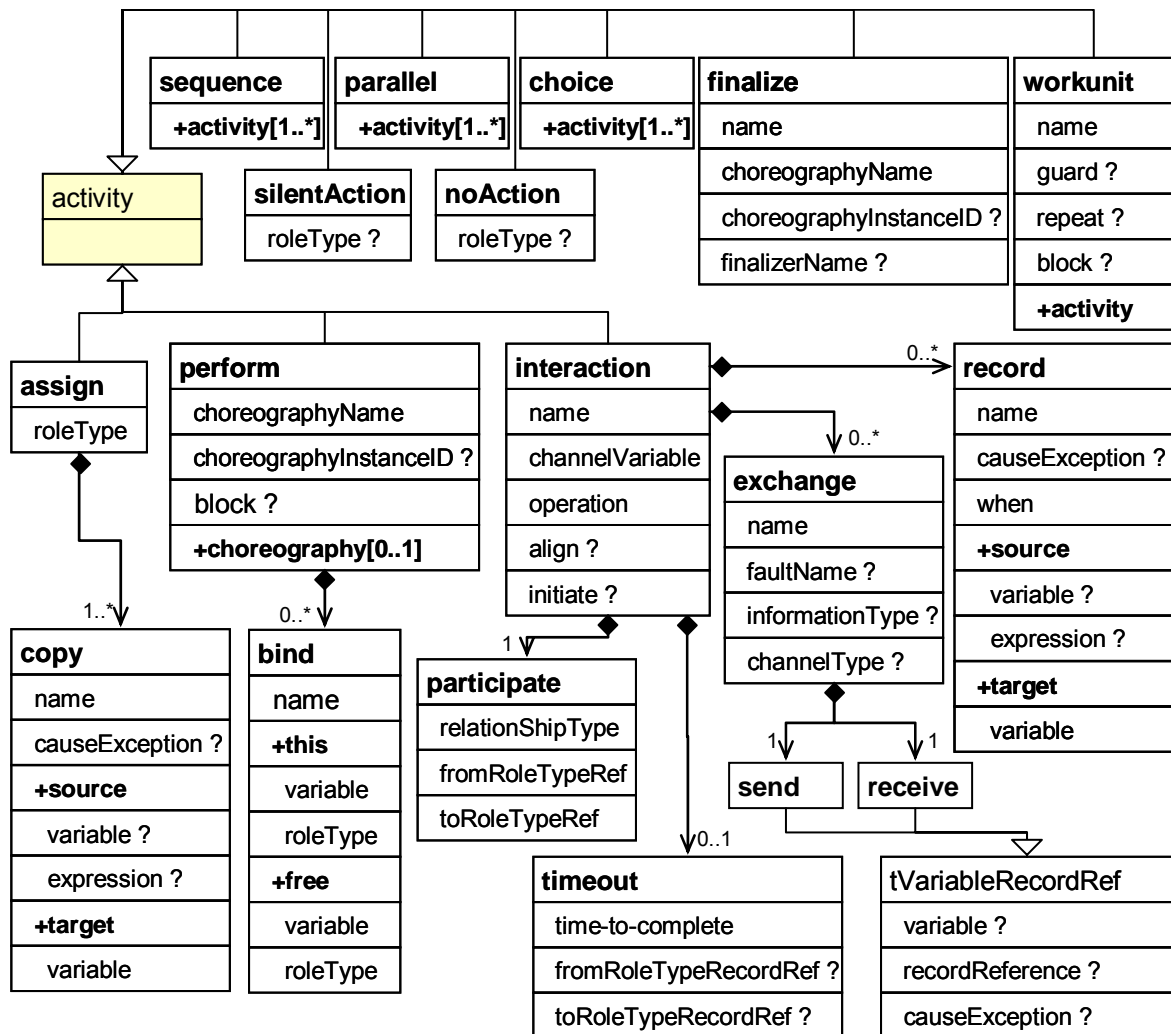 sequence
+activity[1..*]
parallel
+activity[1..*]
choice
+activity[1..*]
finalize
name
choreographyName
choreographyInstanceID ?
finalizerName ?
workunit
name
guard ?
repeat ?
block ?
+activity
activity
silentAction
roleType ?
noAction
roleType ?
assign
roleType
perform
choreographyName
choreographyInstanceID ?
block ?
+choreography[0..1]
interaction
name
channelVariable
operation
align ?
initiate ?
0..*
record
name
causeException ?
when
+source
variable ?
expression ?
+target
variable
0..*
exchange
name
faultName ?
informationType ?
channelType ?
1..*
copy
name
causeException ?
+source
variable ?
expression ?
+target
variable
0..*
bind
name
+this
variable
roleType
+free
variable
roleType
1
participate
relationShipType
fromRoleTypeRef
toRoleTypeRef
1
send
1
receive
0..1
timeout
time-to-complete
fromRoleTypeRecordRef ?
toRoleTypeRecordRef ?
tVariableRecordRef
variable ?
recordReference ?
causeException ?